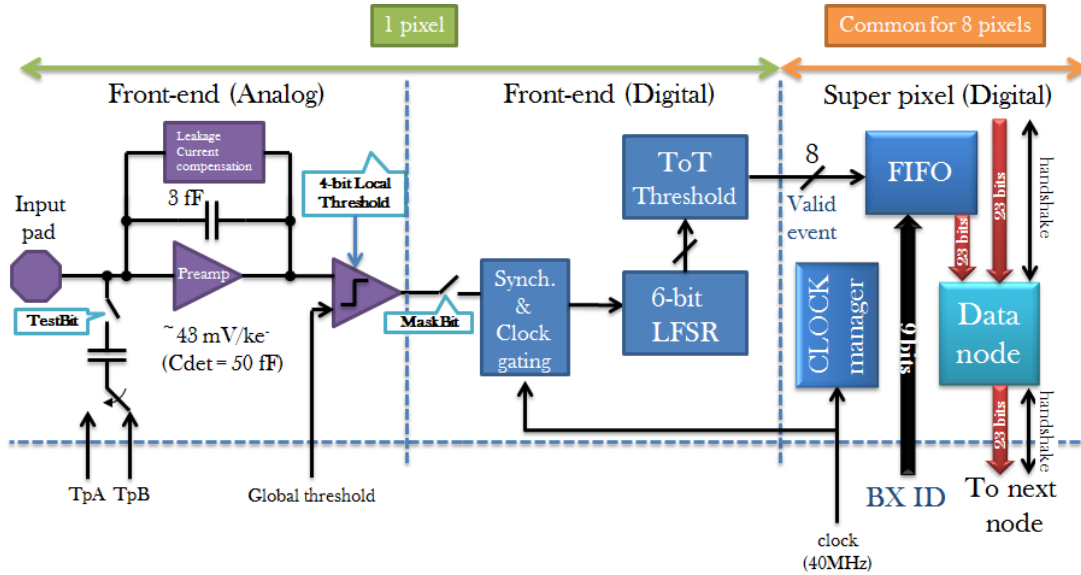 1 pixel
Common for 8 pixels
Front-end (Analog)
Front-end (Digital)
Super pixel (Digital)
Leakage
Current
compensation
3 fF
4-bit Local
Threshold
Input
pad
Preamp
TestBit
~43 mV/ke-
(Cdet = 50 fF)
MaskBit
Synch.
&
Clock
gating
6-bit
LFSR
ToT
Threshold
8
Valid
event
FIFO
23 bits
23 bits
handshake
CLOCK
manager
9 bits
Data
node
23 bits
handshake
TpA
TpB
Global threshold
BX ID
To next
node
clock
(40MHz)